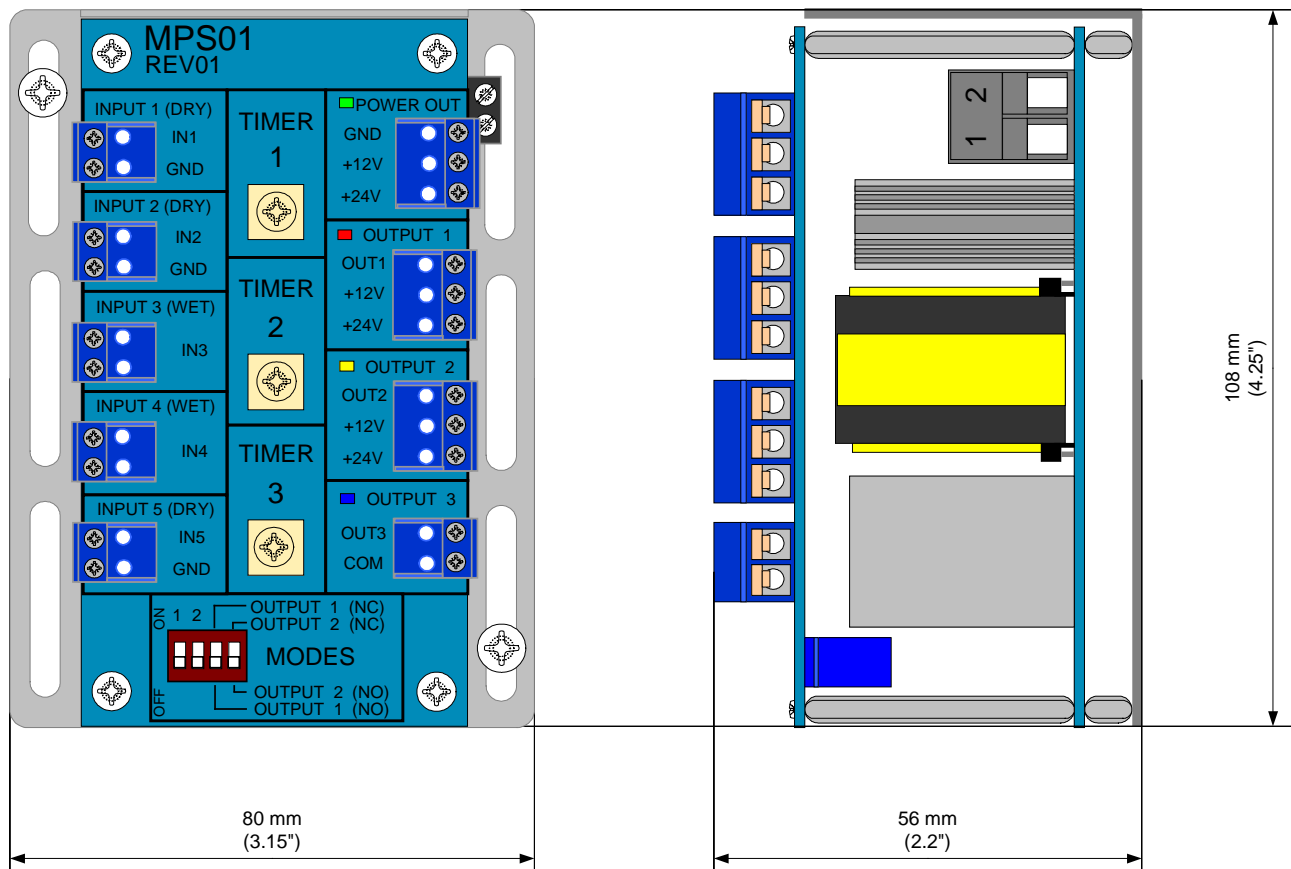 MPS01
REV01
INPUT 1 (DRY)
IN1
GND
INPUT 2 (DRY)
IN2
GND
INPUT 3 (WET)
IN3
INPUT 4 (WET)
IN4
INPUT 5 (DRY)
IN5
GND
TIMER
1
TIMER
2
TIMER
3
POWER OUT
GND
+12V
+24V
OUTPUT 1
OUT1
+12V
+24V
OUTPUT 2
OUT2
+12V
+24V
OUTPUT 3
OUT3
COM
ON
1 2
OUTPUT 1 (NC)
OUTPUT 2 (NC)
MODES
OFF
OUTPUT 2 (NO)
OUTPUT 1 (NO)
80 mm
(3.15")
1 2
56 mm
(2.2")
108 mm
(4.25")